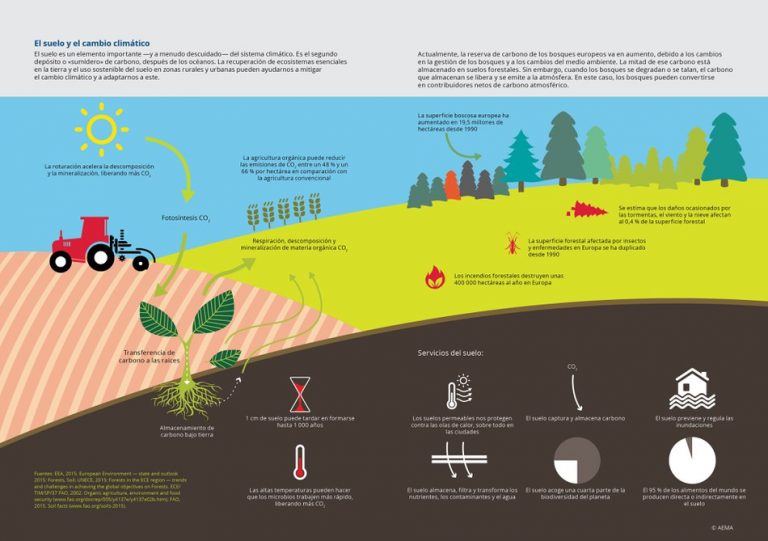 El suelo y el cambio climático
El suelo es un elemento importante —y a menudo descuidado— del sistema climático. Es el segundo
depósito o «sumidero» de carbono, después de los océanos. La recuperación de ecosistemas esenciales
en la tierra y el uso sostenible del suelo en zonas rurales y urbanas pueden ayudarnos a mitigar
el cambio climático y a adaptarnos a este.
Actualmente, la reserva de carbono de los bosques europeos va en aumento, debido a los cambios
en la gestión de los bosques y a los cambios del medio ambiente. La mitad de ese carbono está
almacenado en suelos forestales. Sin embargo, cuando los bosques se degradan o se talan, el carbono
que almacenan se libera y se emite a la atmósfera. En este caso, los bosques pueden convertirse
en contribuidores netos de carbono atmosférico.
La roturación acelera la descomposición
y la mineralización, liberando más CO₂
La agricultura orgánica puede reducir
las emisiones de CO₂ entre un 48 % y un
66 % por hectárea en comparación con
la agricultura convencional
La superficie boscosa europea ha
aumentado en 19,5 millones de
hectáreas desde 1990
Fotosíntesis CO₂
Respiración, descomposición y
mineralización de materia orgánica CO₂
Se estima que los daños ocasionados por
las tormentas, el viento y la nieve afectan
al 0,4 % de la superficie forestal
La superficie forestal afectada por insectos
y enfermedades en Europa se ha duplicado
desde 1990
Los incendios forestales destruyen unas
400 000 hectáreas al año en Europa
Transferencia de
carbono a las raíces
Almacenamiento de
carbono bajo tierra
1 cm de suelo puede tardar en formarse
hasta 1 000 años
Las altas temperaturas pueden hacer
que los microbios trabajen más rápido,
liberando más CO₂
Servicios del suelo:
Los suelos permeables nos protegen
contra las olas de calor, sobre todo en
las ciudades
CO₂
El suelo captura y almacena carbono
El suelo previene y regula las
inundaciones
El suelo almacena, filtra y transforma los
nutrientes, los contaminantes y el agua
El suelo acoge una cuarta parte de la
biodiversidad del planeta
El 95 % de los alimentos del mundo se
producen directa o indirectamente en
el suelo
Fuentes: EEA, 2015. European Environment — state and outlook
2015: Forests, Soil; UNECE, 2015: Forests in the ECE region — trends
and challenges in achieving the global objectives on Forests. ECE/
TIM/SP/37 FAO, 2002. Organic agriculture, environment and food
security (www.fao.org/docrep/005/y4137e/y4137e02b.htm); FAO,
2015: Soil facts (www.fao.org/soils-2015).
© AEMA